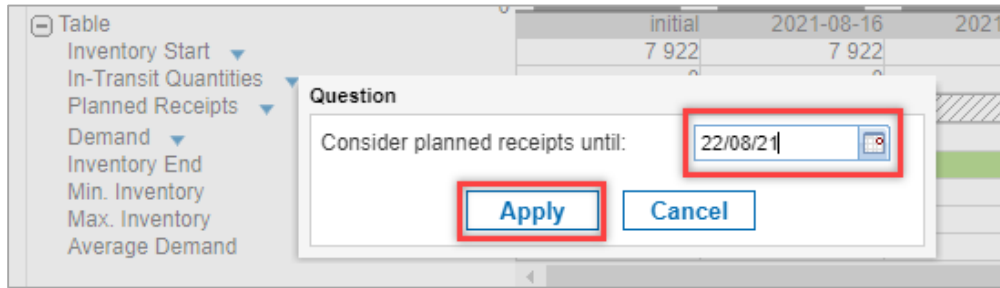 Table initial 2021-08-16 2021
Inventory Start 7 922 7 922
In-Transit Quantities
Planned Receipts
Demand
Inventory End
Min. Inventory
Max. Inventory
Average Demand
Question
Consider planned receipts until: 22/08/21
Apply Cancel